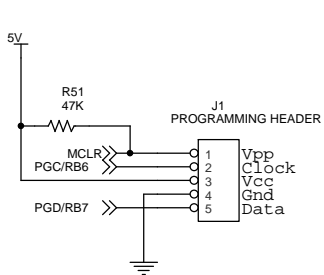 5V
R51
47K
J1
PROGRAMMING HEADER
MCLR
1
Vpp
PGC/RB6
2
Clock
3
Vcc
4
Gnd
PGD/RB7
5
Data